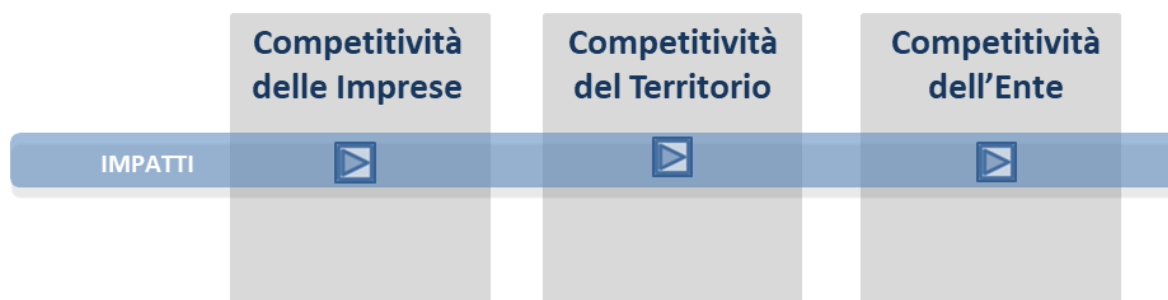 Competitività
delle Imprese
Competitività
del Territorio
Competitività
dell’Ente
IMPATTI